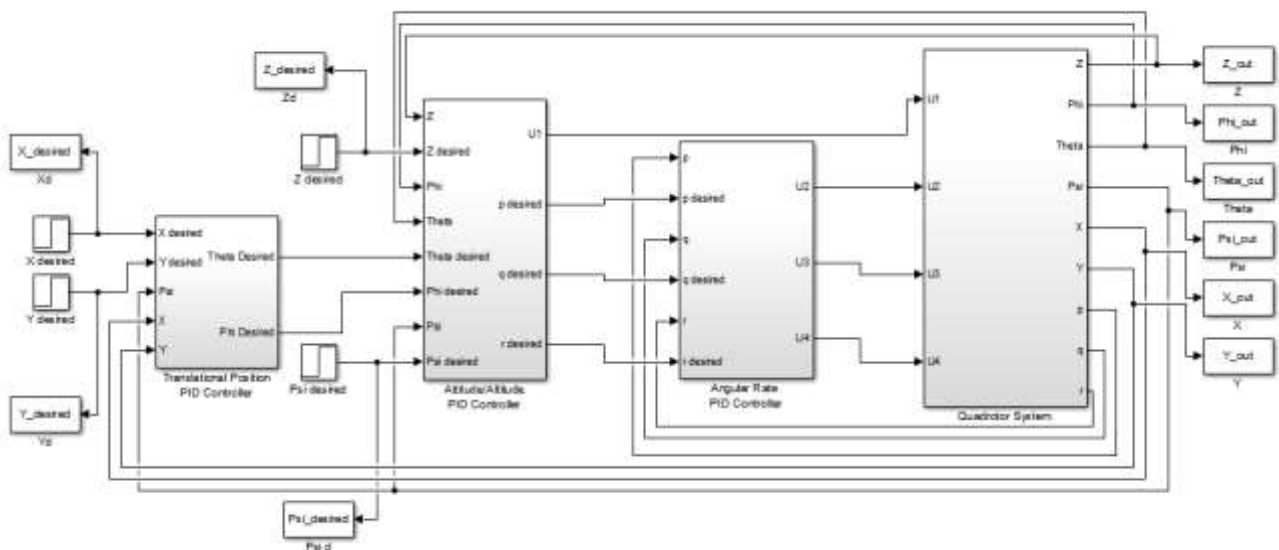 Z_desired
Zd
Z desired
X_desired
Xd
X desired
Y desired
Y_desired
Yd
X desired
Y desired
Psi
X
Y
Theta Desired
Phi Desired
Translational Position
PID Controller
Psi desired
Psi_desired
Psi d
Z
Z desired
Phi
Theta
Theta desired
Phi desired
Psi
Psi desired
U1
p desired
q desired
r desired
Attitude/Altitude
PID Controller
p
p desired
q
q desired
r
r desired
U2
U3
U4
Angular Rate
PID Controller
U1
U2
U3
U4
Z
Phi
Theta
Psi
X
Y
p
q
r
Quadrotor System
Z_out
Z
Phi_out
Phi
Theta_out
Theta
Psi_out
Psi
X_out
X
Y_out
Y